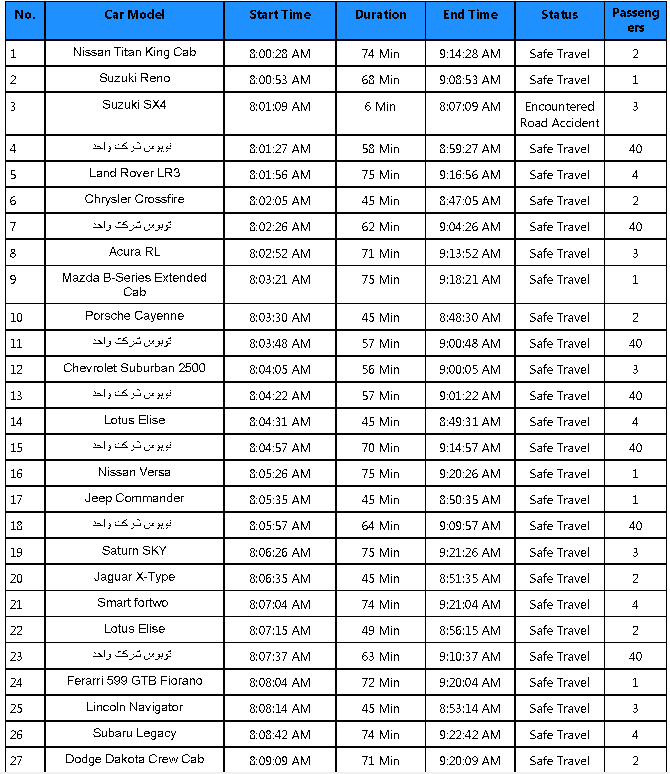 No. Car Model Start Time Duration End Time Status Passeng
ers
1 Nissan Titan King Cab 8:00:28 AM 74 Min 9:14:28 AM Safe Travel 2
2 Suzuki Reno 8:00:53 AM 68 Min 9:08:53 AM Safe Travel 1
3 Suzuki SX4 8:01:09 AM 6 Min 8:07:09 AM Encountered 3
Road Accident
4 توبوس شرکت واحد 8:01:27 AM 58 Min 8:59:27 AM Safe Travel 40
5 Land Rover LR3 8:01:56 AM 75 Min 9:16:56 AM Safe Travel 4
6 Chrysler Crossfire 8:02:05 AM 45 Min 8:47:05 AM Safe Travel 2
7 توبوس شرکت واحد 8:02:26 AM 62 Min 9:04:26 AM Safe Travel 40
8 Acura RL 8:02:52 AM 71 Min 9:13:52 AM Safe Travel 3
9 Mazda B-Series Extended 8:03:21 AM 75 Min 9:18:21 AM Safe Travel 1
Cab
10 Porsche Cayenne 8:03:30 AM 45 Min 8:48:30 AM Safe Travel 2
11 توبوس شرکت واحد 8:03:48 AM 57 Min 9:00:48 AM Safe Travel 40
12 Chevrolet Suburban 2500 8:04:05 AM 56 Min 9:00:05 AM Safe Travel 3
13 توبوس شرکت واحد 8:04:22 AM 57 Min 9:01:22 AM Safe Travel 40
14 Lotus Elise 8:04:31 AM 45 Min 8:49:31 AM Safe Travel 4
15 توبوس شرکت واحد 8:04:57 AM 70 Min 9:14:57 AM Safe Travel 40
16 Nissan Versa 8:05:26 AM 75 Min 9:20:26 AM Safe Travel 1
17 Jeep Commander 8:05:35 AM 45 Min 8:50:35 AM Safe Travel 1
18 توبوس شرکت واحد 8:05:57 AM 64 Min 9:09:57 AM Safe Travel 40
19 Saturn SKY 8:06:26 AM 75 Min 9:21:26 AM Safe Travel 3
20 Jaguar X-Type 8:06:35 AM 45 Min 8:51:35 AM Safe Travel 2
21 Smart fortwo 8:07:04 AM 74 Min 9:21:04 AM Safe Travel 4
22 Lotus Elise 8:07:15 AM 49 Min 8:56:15 AM Safe Travel 2
23 توبوس شرکت واحد 8:07:37 AM 63 Min 9:10:37 AM Safe Travel 40
24 Ferarri 599 GTB Fiorano 8:08:04 AM 72 Min 9:20:04 AM Safe Travel 1
25 Lincoln Navigator 8:08:14 AM 45 Min 8:53:14 AM Safe Travel 3
26 Subaru Legacy 8:08:42 AM 74 Min 9:22:42 AM Safe Travel 4
27 Dodge Dakota Crew Cab 8:09:09 AM 71 Min 9:20:09 AM Safe Travel 2